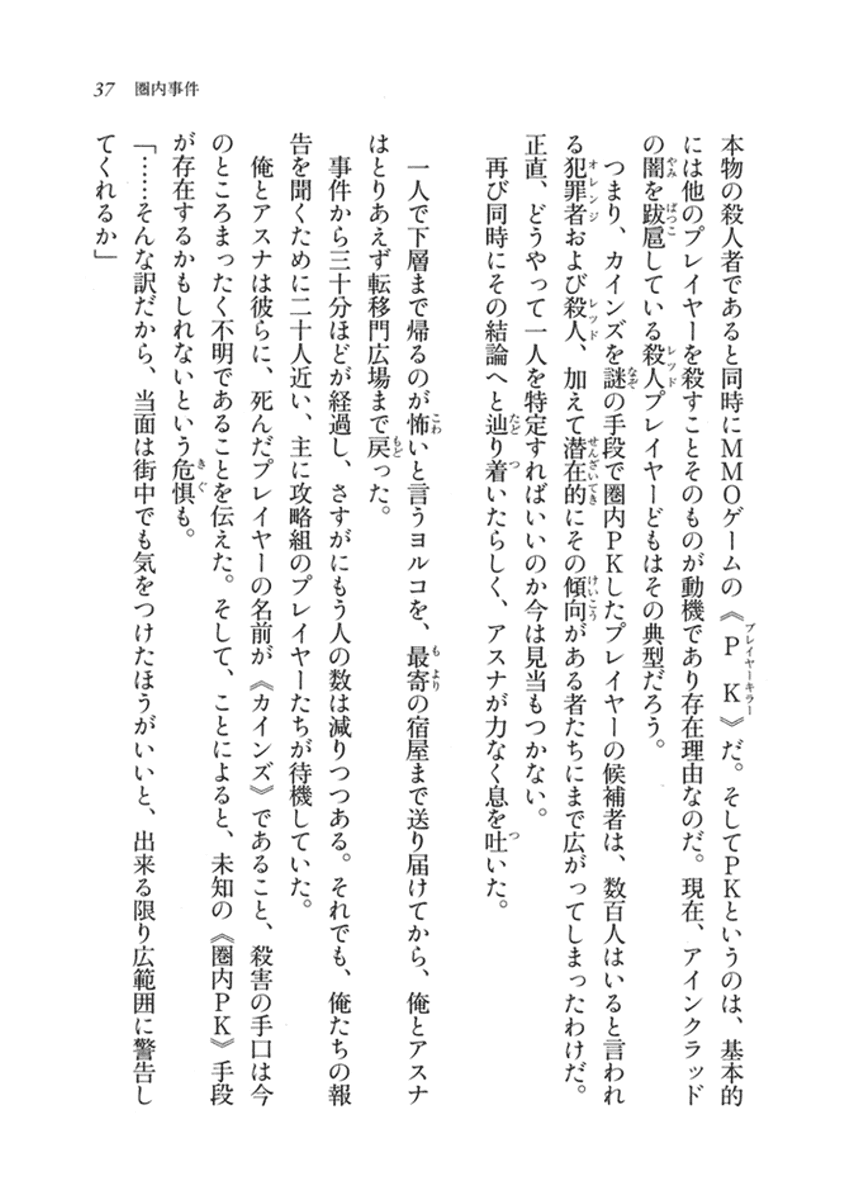 37 圏内事件
本物の殺人者であると同時にＭＭＯゲームの《ＰＫ》だ。そしてＰＫというのは、基本的
には他のプレイヤーを殺すことそのものが動機であり存在理由なのだ。現在、アインクラッド
の闇を跋扈している殺人プレイヤーどもはその典型だろう。
つまり、カインズを謎の手段で圏内ＰＫしたプレイヤーの候補者は、数百人はいると言われ
る犯罪者および殺人、加えて潜在的にその傾向がある者たちにまで広がってしまったわけだ。
正直、どうやって一人を特定すればいいのか今は見当もつかない。
再び同時にその結論へと辿り着いたらしく、アスナが力なく息を吐いた。
一人で下層まで帰るのが怖いと言うヨルコを、最寄の宿屋まで送り届けてから、俺とアスナ
はとりあえず転移門広場まで戻った。
事件から三十分ほどが経過し、さすがにもう人の数は減りつつある。それでも、俺たちの報
告を聞くために二十人近い、主に攻略組のプレイヤーたちが待機していた。
俺とアスナは彼らに、死んだプレイヤーの名前が《カインズ》であること、殺害の手口は今
のところまったく不明であることを伝えた。そして、ことによると、未知の《圏内ＰＫ》手段
が存在するかもしれないという危惧も。
「……そんな訳だから、当面は街中でも気をつけたほうがいいと、出来る限り広範囲に警告し
てくれるか」